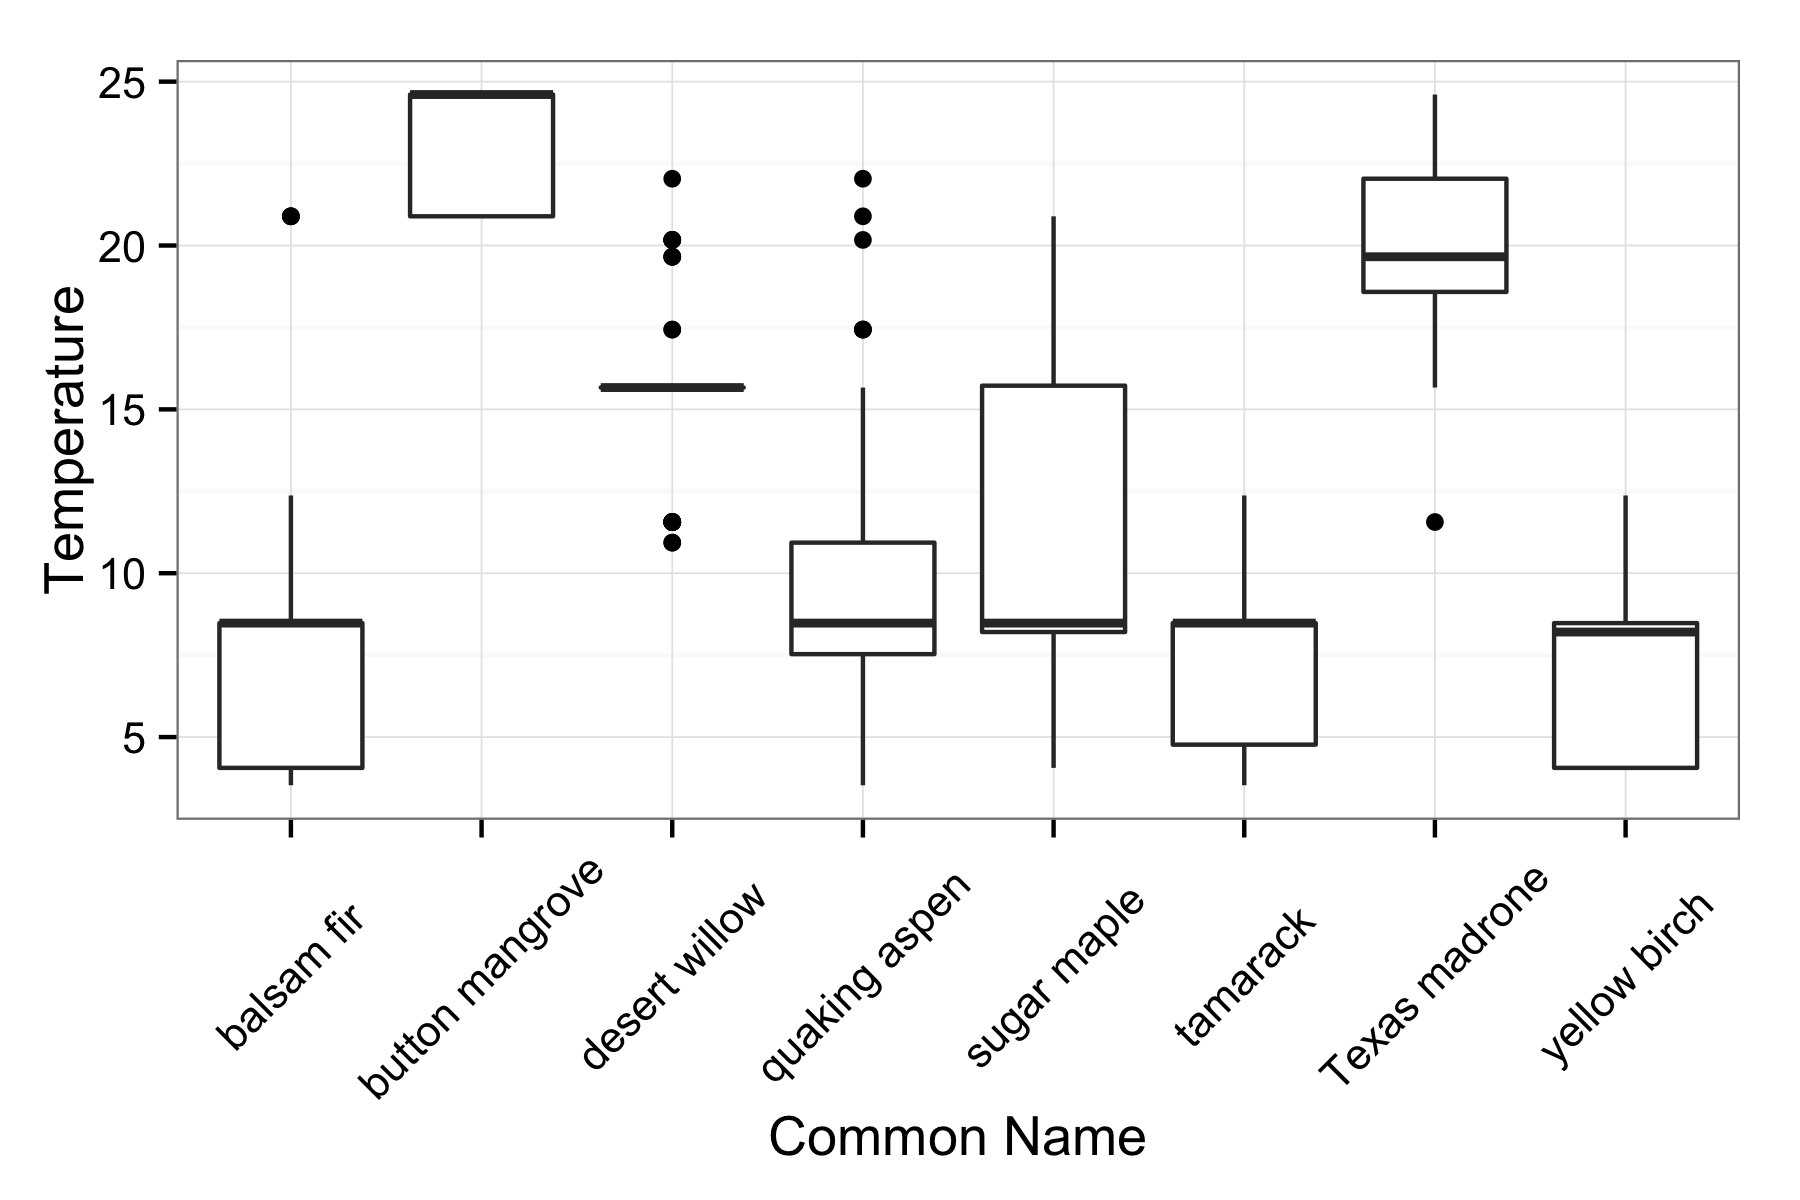 Temperature
25
20
15
10
5
balsam fir
button mangrove
desert willow
quaking aspen
sugar maple
tamarack
Texas madrone
yellow birch
Common Name